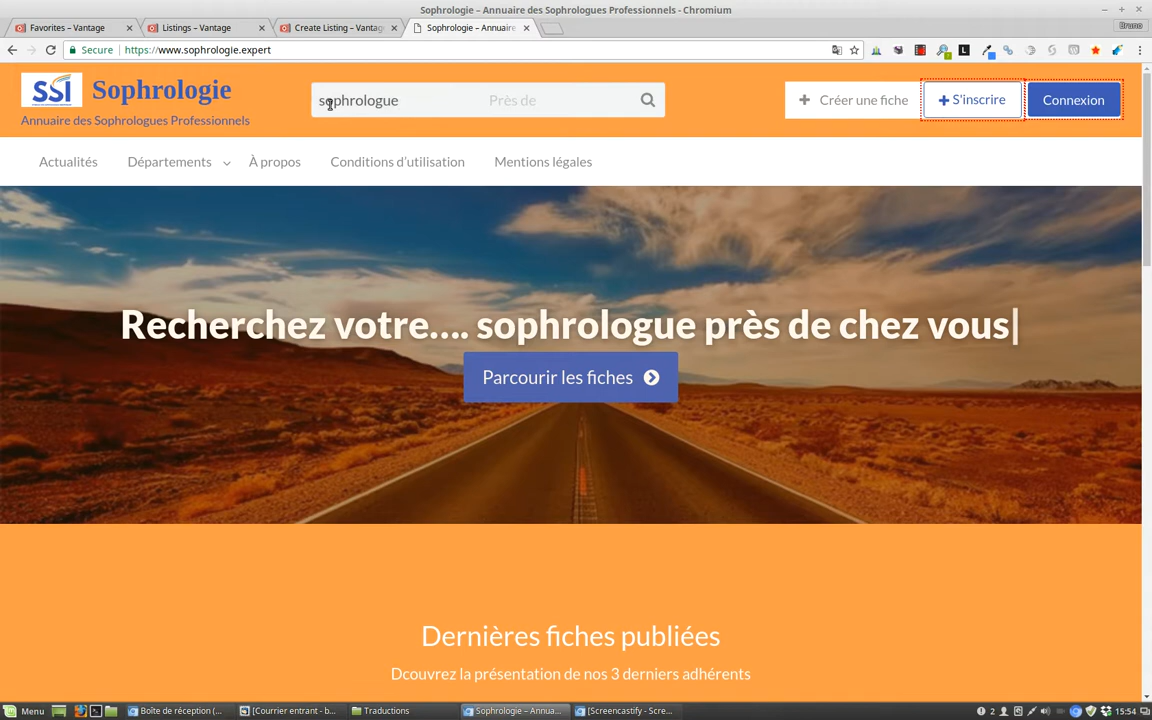 Sophrologie – Annuaire des Sophrologues Professionnels - Chromium
Favorites – Vantage
Listings – Vantage
Create Listing – Vantag
Sophrologie – Annuaire
Bruno
Secure
https://www.sophrologie.expert
SSI
Sophrologie
Annuaire des Sophrologues Professionnels
sophrologue
Près de
Créer une fiche
S'inscrire
Connexion
Actualités
Départements
À propos
Conditions d'utilisation
Mentions légales
Recherchez votre.... sophrologue près de chez vous|
Parcourir les fiches
Dernières fiches publiées
Dcouvrez la présentation de nos 3 derniers adhérents
Menu
Boîte de réception (...
[Courrier entrant - b...
Traductions
Sophrologie – Annua...
[Screencastify - Scre...
2
15:54